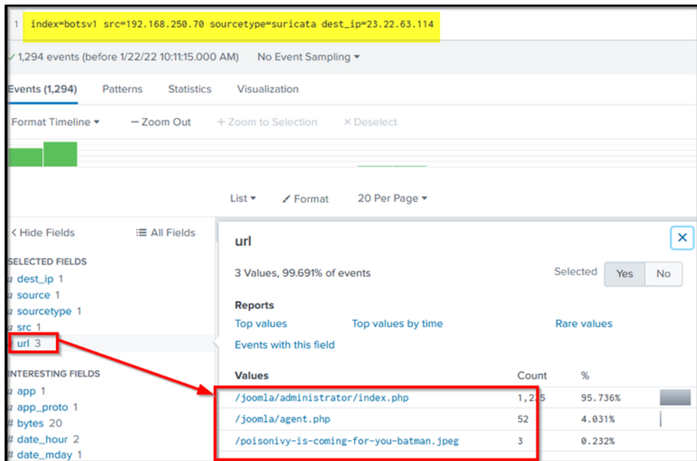 1 index=botsv1 src=192.168.250.70 sourcetype=suricata dest_ip=23.22.63.114
✓ 1,294 events (before 1/22/22 10:11:15.000 AM) No Event Sampling ▾
Events (1,294) Patterns Statistics Visualization
Format Timeline ▾ — Zoom Out + Zoom to Selection × Deselect
List ▾ Format 20 Per Page ▾
< Hide Fields All Fields
SELECTED FIELDS
a dest_ip 1
a source 1
a sourcetype 1
a src 1
url 3
INTERESTING FIELDS
a app 1
a app_proto 1
# bytes 20
# date_hour 2
# date_mday 1
url
3 Values, 99.691% of events Selected Yes No
Reports
Top values Top values by time Rare values
Events with this field
Values Count %
/joomla/administrator/index.php 95.736%
/joomla/agent.php 52 4.031%
/poisonivy-is-coming-for-you-batman.jpeg 3 0.232%